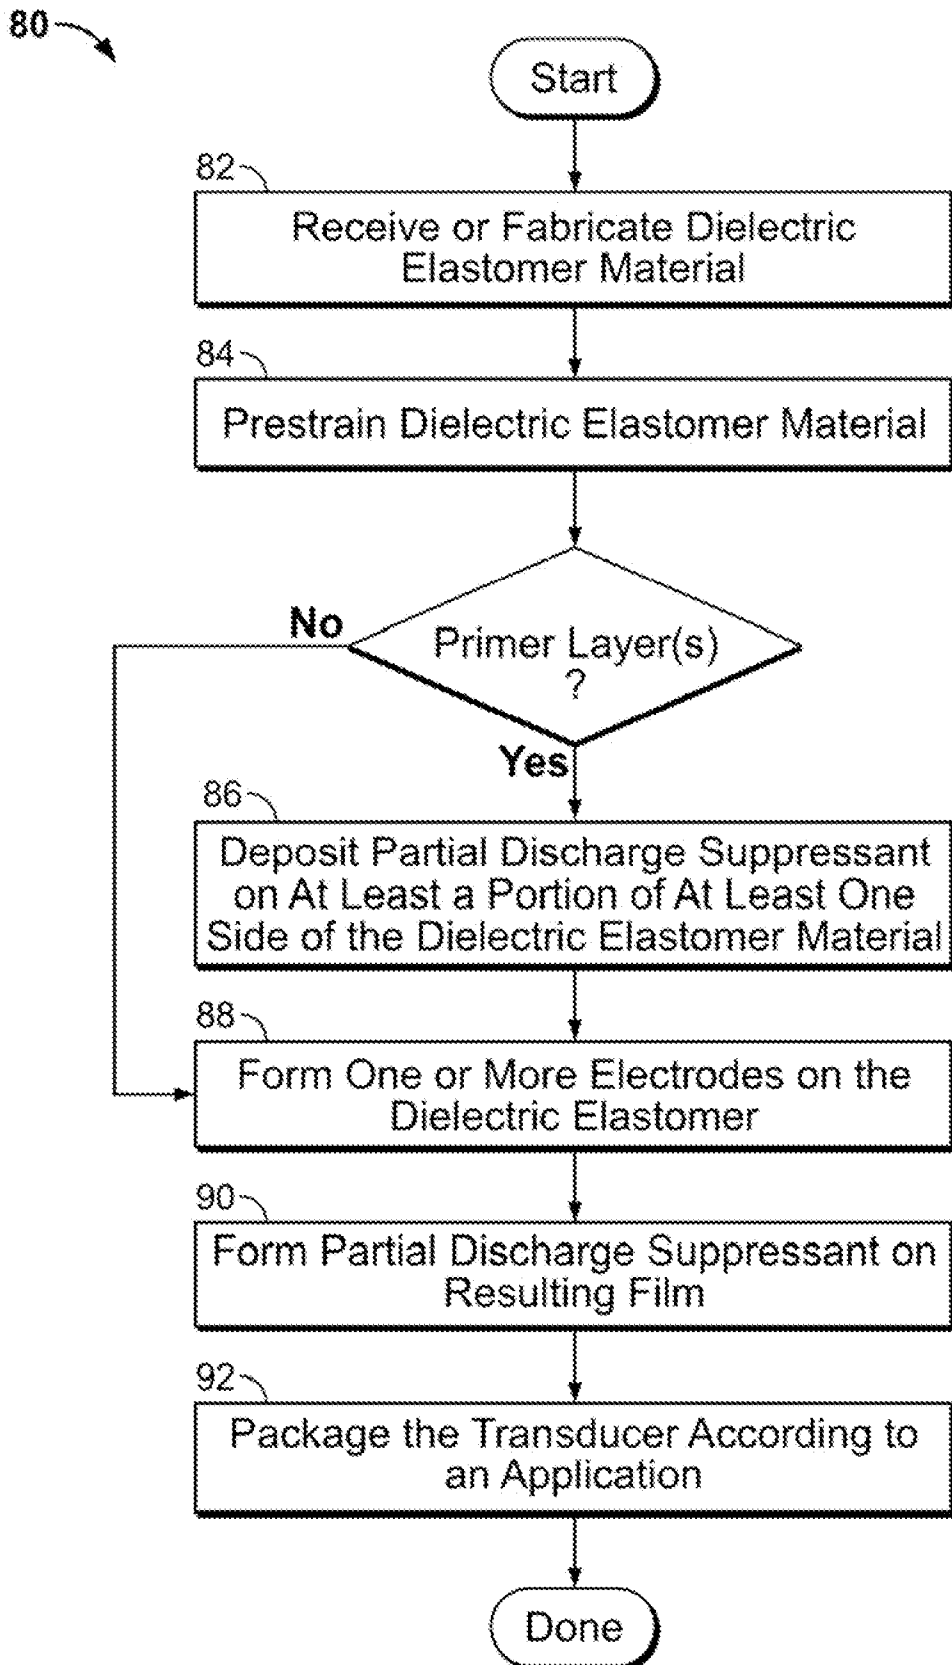 80
Start
82
Receive or Fabricate Dielectric
Elastomer Material
84
Prestrain Dielectric Elastomer Material
No
Primer Layer(s)
?
Yes
86
Deposit Partial Discharge Suppressant
on At Least a Portion of At Least One
Side of the Dielectric Elastomer Material
88
Form One or More Electrodes on the
Dielectric Elastomer
90
Form Partial Discharge Suppressant on
Resulting Film
92
Package the Transducer According to
an Application
Done